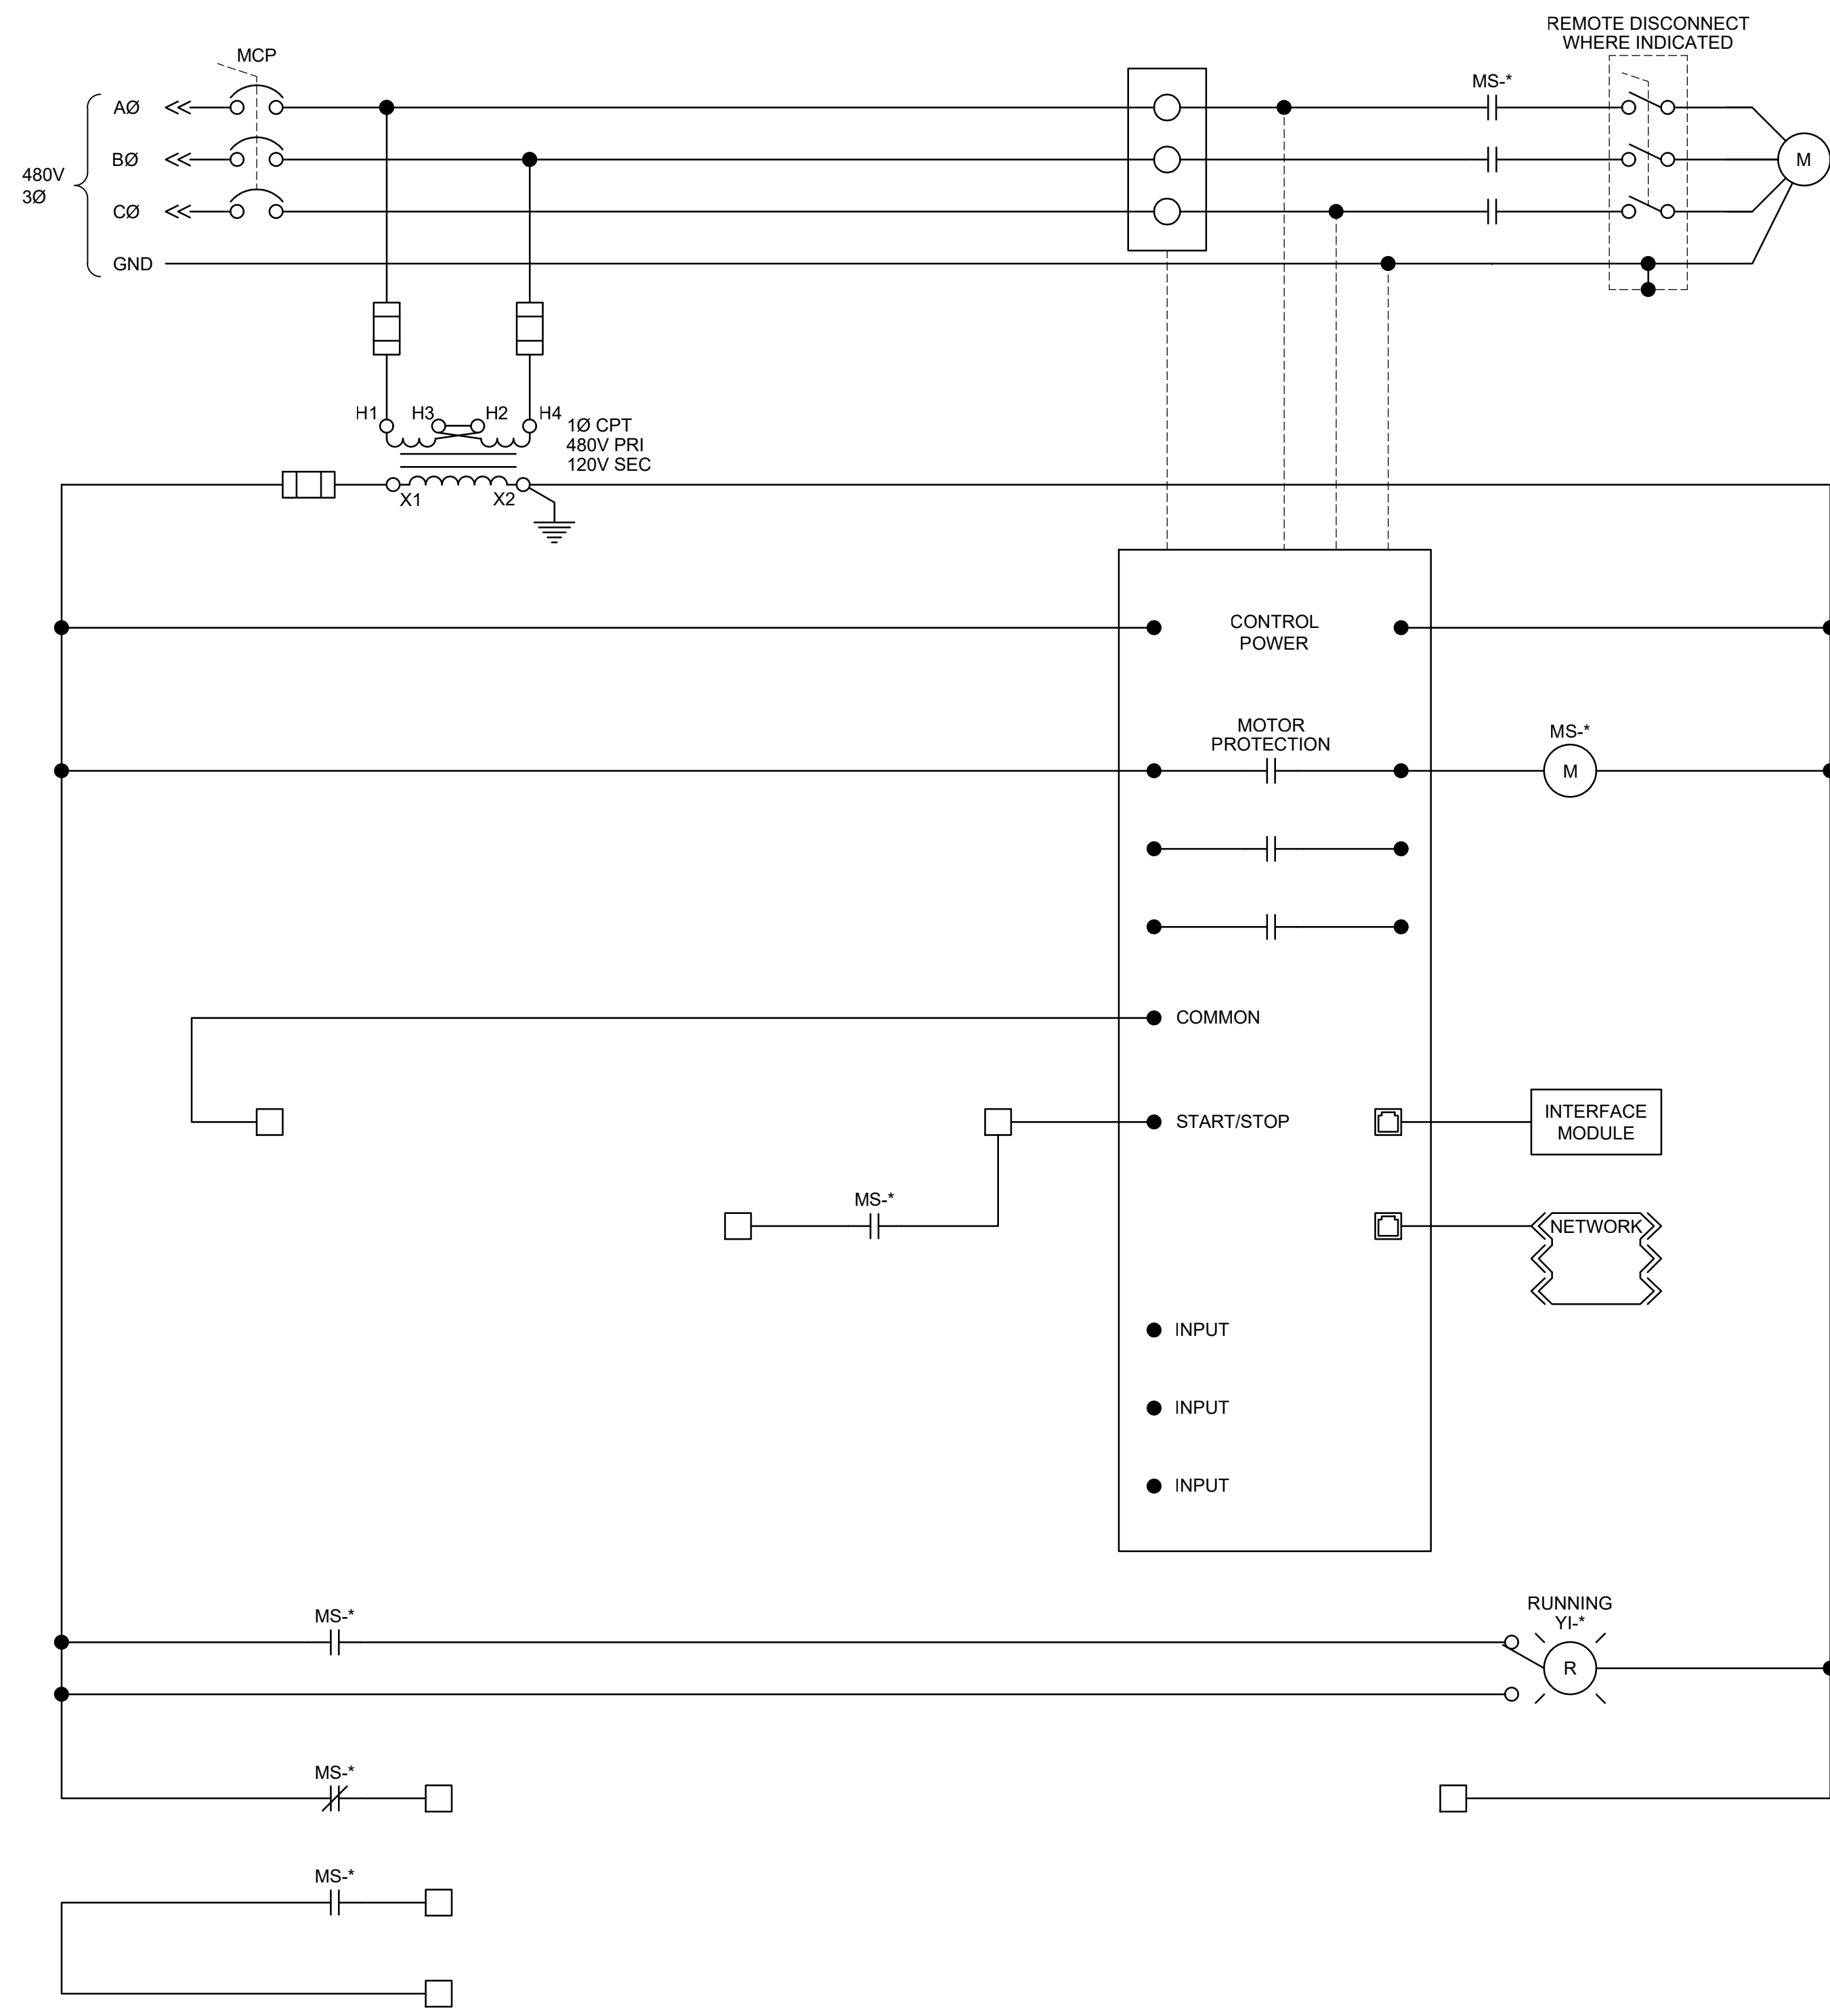 REMOTE DISCONNECT
WHERE INDICATED
MCP
MS-*
AØ
BØ
M
480V
3Ø
CØ
GND
H1
H3
H2
H4
1Ø CPT
480V PRI
120V SEC
X1
X2
CONTROL
POWER
MOTOR
PROTECTION
MS-*
M
COMMON
START/STOP
INTERFACE
MODULE
MS-*
NETWORK
INPUT
INPUT
INPUT
MS-*
RUNNING
YI-*
R
MS-*
MS-*